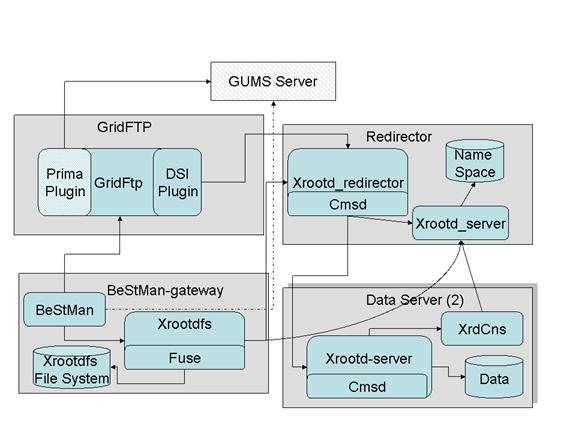 GUMS Server
GridFTP
Prima
Plugin
GridFtp
DSI
Plugin
Redirector
Xrootd_redirector
Cmsd
Name
Space
Xrootd_server
BeStMan-gateway
BeStMan
Xrootdfs
Fuse
Xrootdfs
File System
Data Server (2)
XrdCns
Xrootd-server
Cmsd
Data